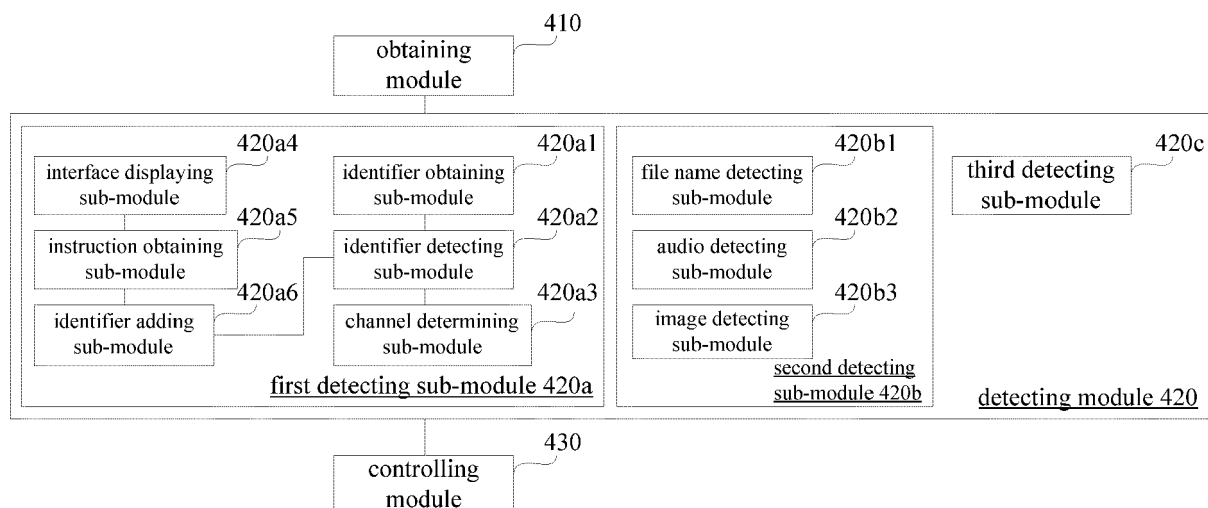 410
obtaining
module
420a4
interface displaying
sub-module
420a1
identifier obtaining
sub-module
420b1
file name detecting
sub-module
420c
third detecting
sub-module
420a5
instruction obtaining
sub-module
420a2
identifier detecting
sub-module
420b2
audio detecting
sub-module
420a6
identifier adding
sub-module
420a3
channel determining
sub-module
420b3
image detecting
sub-module
first detecting sub-module 420a
second detecting
sub-module 420b
detecting module 420
430
controlling
module